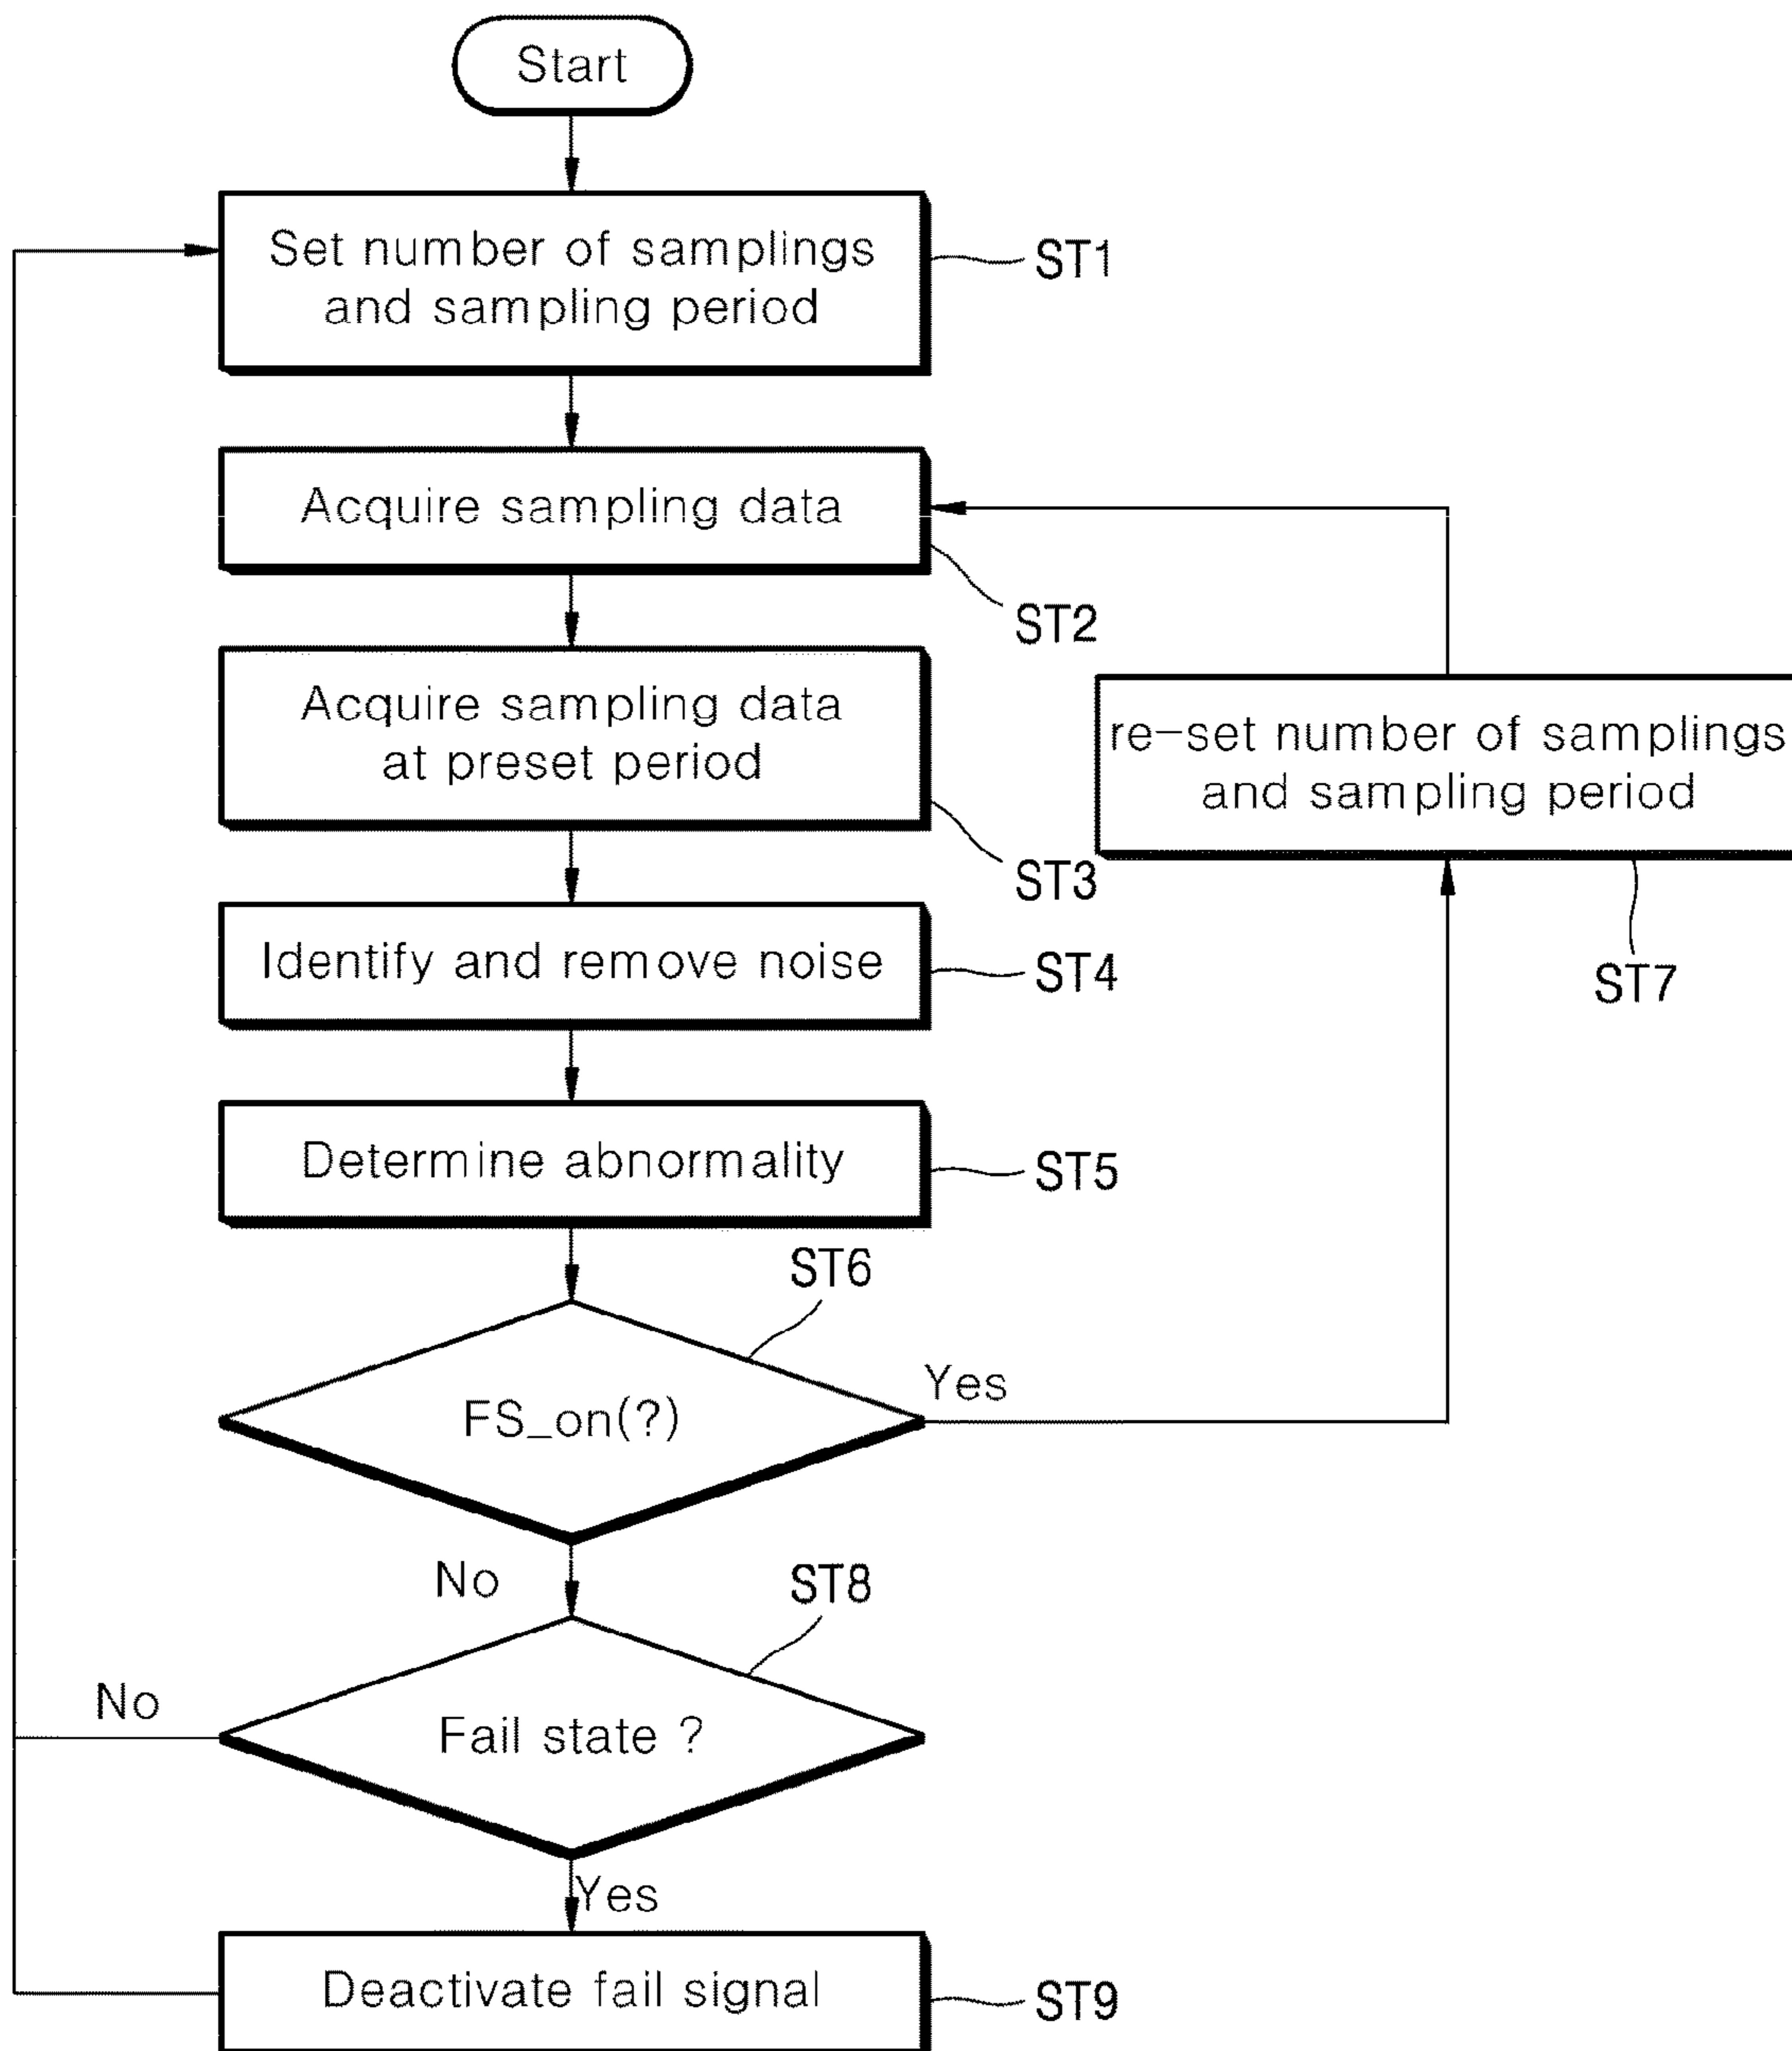 Start
Set number of samplings
and sampling period
ST1
Acquire sampling data
ST2
Acquire sampling data
at preset period
ST3
re-set number of samplings
and sampling period
ST7
Identify and remove noise
ST4
Determine abnormality
ST5
ST6
FS_on(?)
Yes
No
ST8
Fail state ?
No
Yes
Deactivate fail signal
ST9